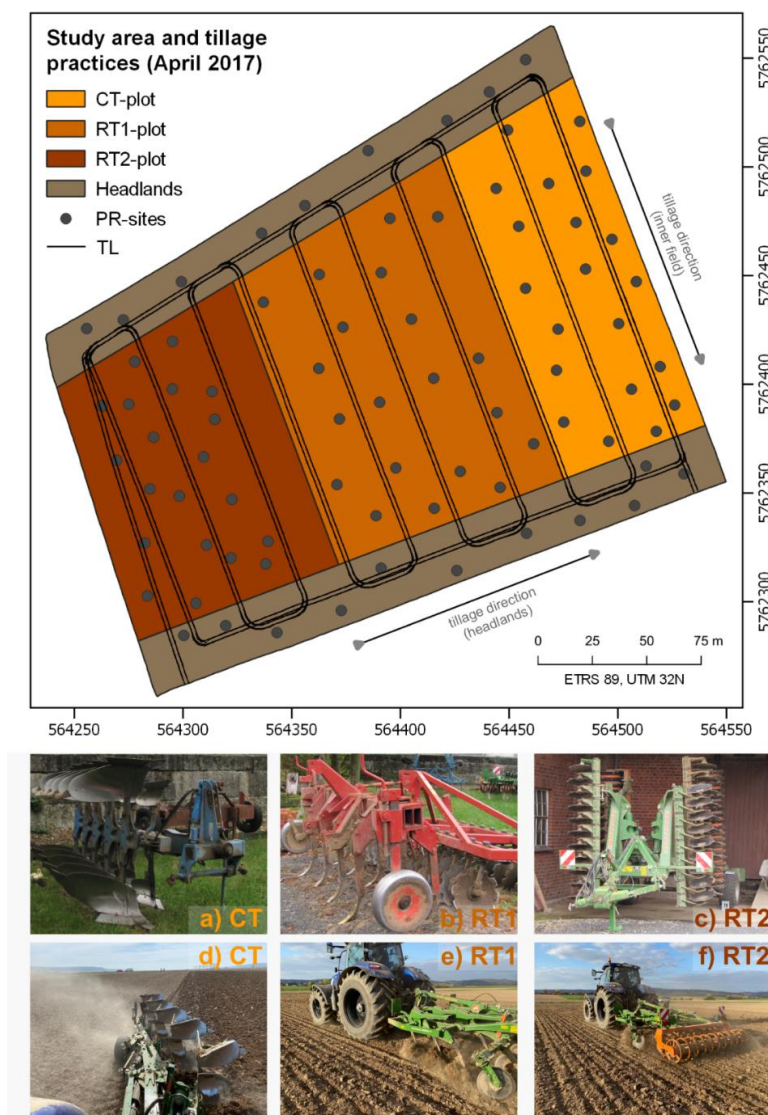 Study area and tillage
practices (April 2017)
CT-plot
RT1-plot
RT2-plot
Headlands
PR-sites
TL
tillage direction
(inner field)
tillage direction
(headlands)
0 25 50 75 m
ETRS 89, UTM 32N
5762550
5762500
5762450
5762400
5762350
5762300
564250 564300 564350 564400 564450 564500 564550
a) CT b) RT1 c) RT2
d) CT e) RT1 f) RT2